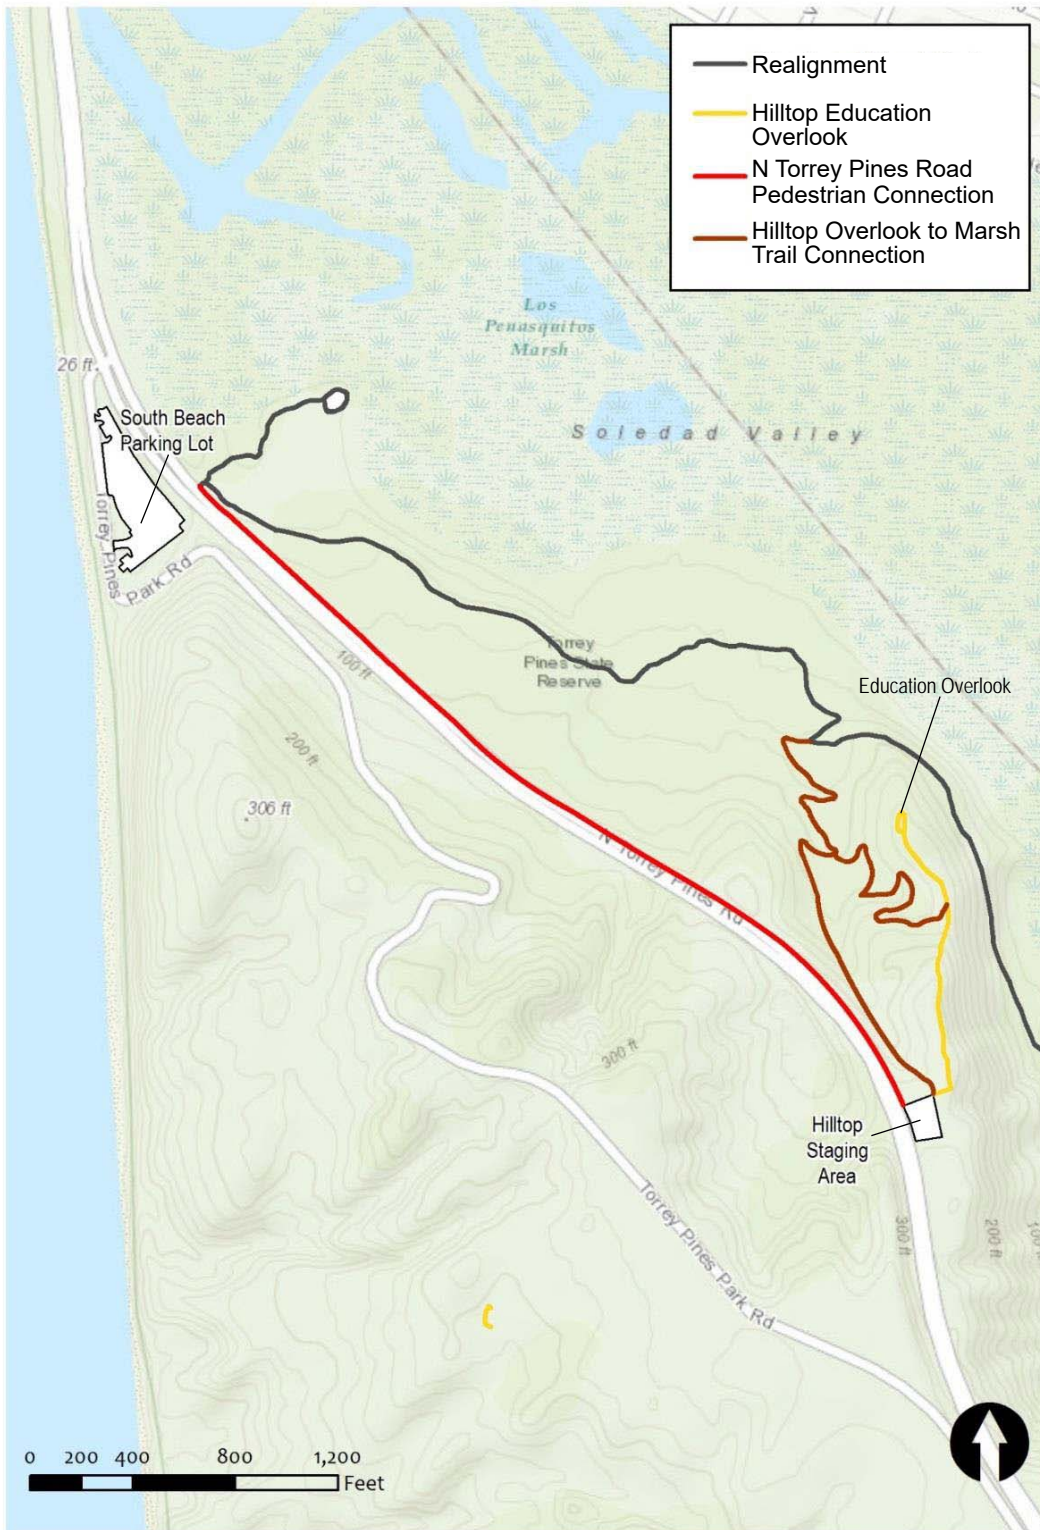 Realignment
Hilltop Education
Overlook
N Torrey Pines Road
Pedestrian Connection
Hilltop Overlook to Marsh
Trail Connection
Los
Penasquitos
Marsh
26 ft.
South Beach
Parking Lot
Soledad Valley
Torrey Pines
Park Rd
Torrey
Pines State
Reserve
100 ft
Education Overlook
200 ft
306 ft
N Torrey Pines Rd
300 ft
Hilltop
Staging
Area
Torrey Pines Park Rd
300 ft
200 ft
0 200 400 800 1,200
Feet